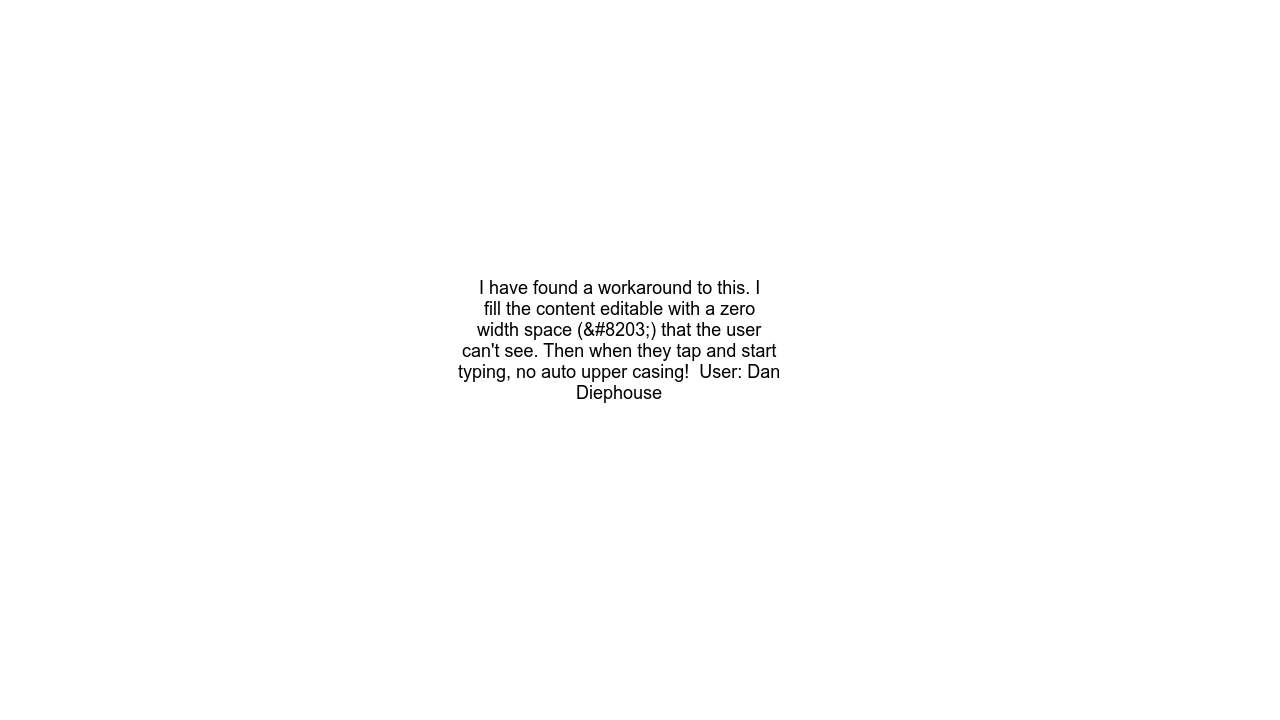 I have found a workaround to this. I
fill the content editable with a zero
width space (&#8203;) that the user
can't see. Then when they tap and start
typing, no auto upper casing!  User: Dan
Diephouse